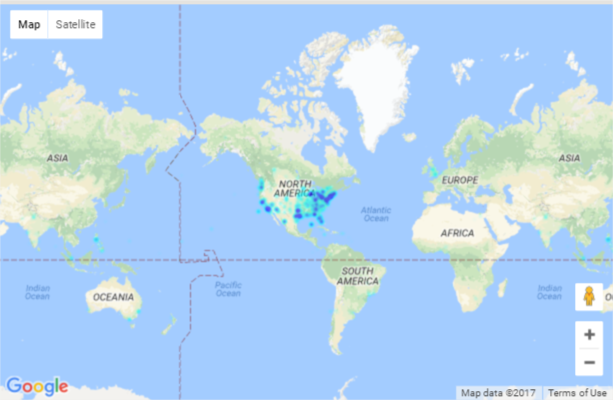 Map Satellite
ASIA
NORTH
AMERICA
EUROPE
ASIA
Atlantic
Ocean
AFRICA
SOUTH
AMERICA
Indian
Ocean
OCEANIA
Pacific
Ocean
Indian
Ocean
O
+
−
Google
Map data ©2017 Terms of Use